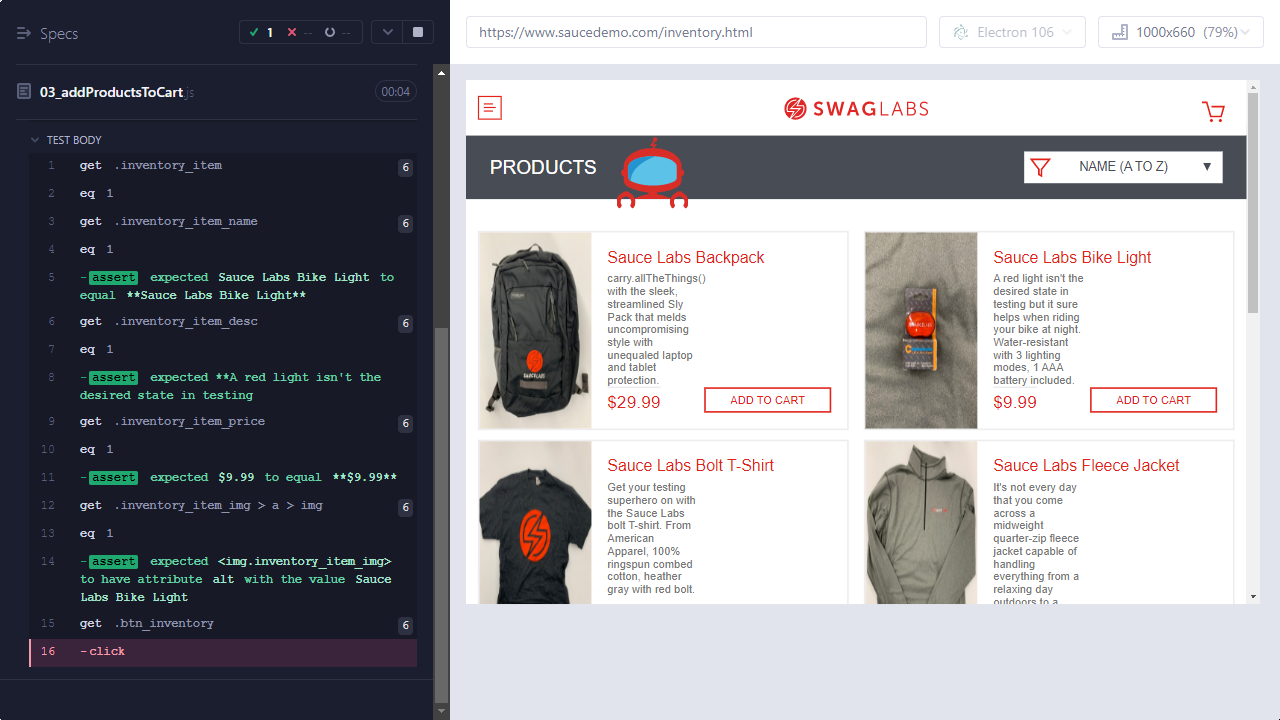 Specs
1
--
--
https://www.saucedemo.com/inventory.html
Electron 106
1000x660 (79%)
03_addProductsToCart.js
00:04
TEST BODY
1 get .inventory_item 6
2 eq 1
3 get .inventory_item_name 6
4 eq 1
5 -assert expected Sauce Labs Bike Light to
equal **Sauce Labs Bike Light**
6 get .inventory_item_desc 6
7 eq 1
8 -assert expected **A red light isn't the
desired state in testing
9 get .inventory_item_price 6
10 eq 1
11 -assert expected $9.99 to equal **$9.99**
12 get .inventory_item_img > a > img 6
13 eq 1
14 -assert expected <img.inventory_item_img>
to have attribute alt with the value Sauce
Labs Bike Light
15 get .btn_inventory 6
16 -click
SWAGLABS
PRODUCTS
NAME (A TO Z)
Sauce Labs Backpack
carry.allTheThings()
with the sleek,
streamlined Sly
Pack that melds
uncompromising
style with
unequaled laptop
and tablet
protection.
$29.99
ADD TO CART
Sauce Labs Bike Light
A red light isn't the
desired state in
testing but it sure
helps when riding
your bike at night.
Water-resistant
with 3 lighting
modes, 1 AAA
battery included.
$9.99
ADD TO CART
Sauce Labs Bolt T-Shirt
Get your testing
superhero on with
the Sauce Labs
bolt T-shirt. From
American
Apparel, 100%
ringspun combed
cotton, heather
gray with red bolt.
Sauce Labs Fleece Jacket
It's not every day
that you come
across a
midweight
quarter-zip fleece
jacket capable of
handling
everything from a
relaxing day
outdoors to a